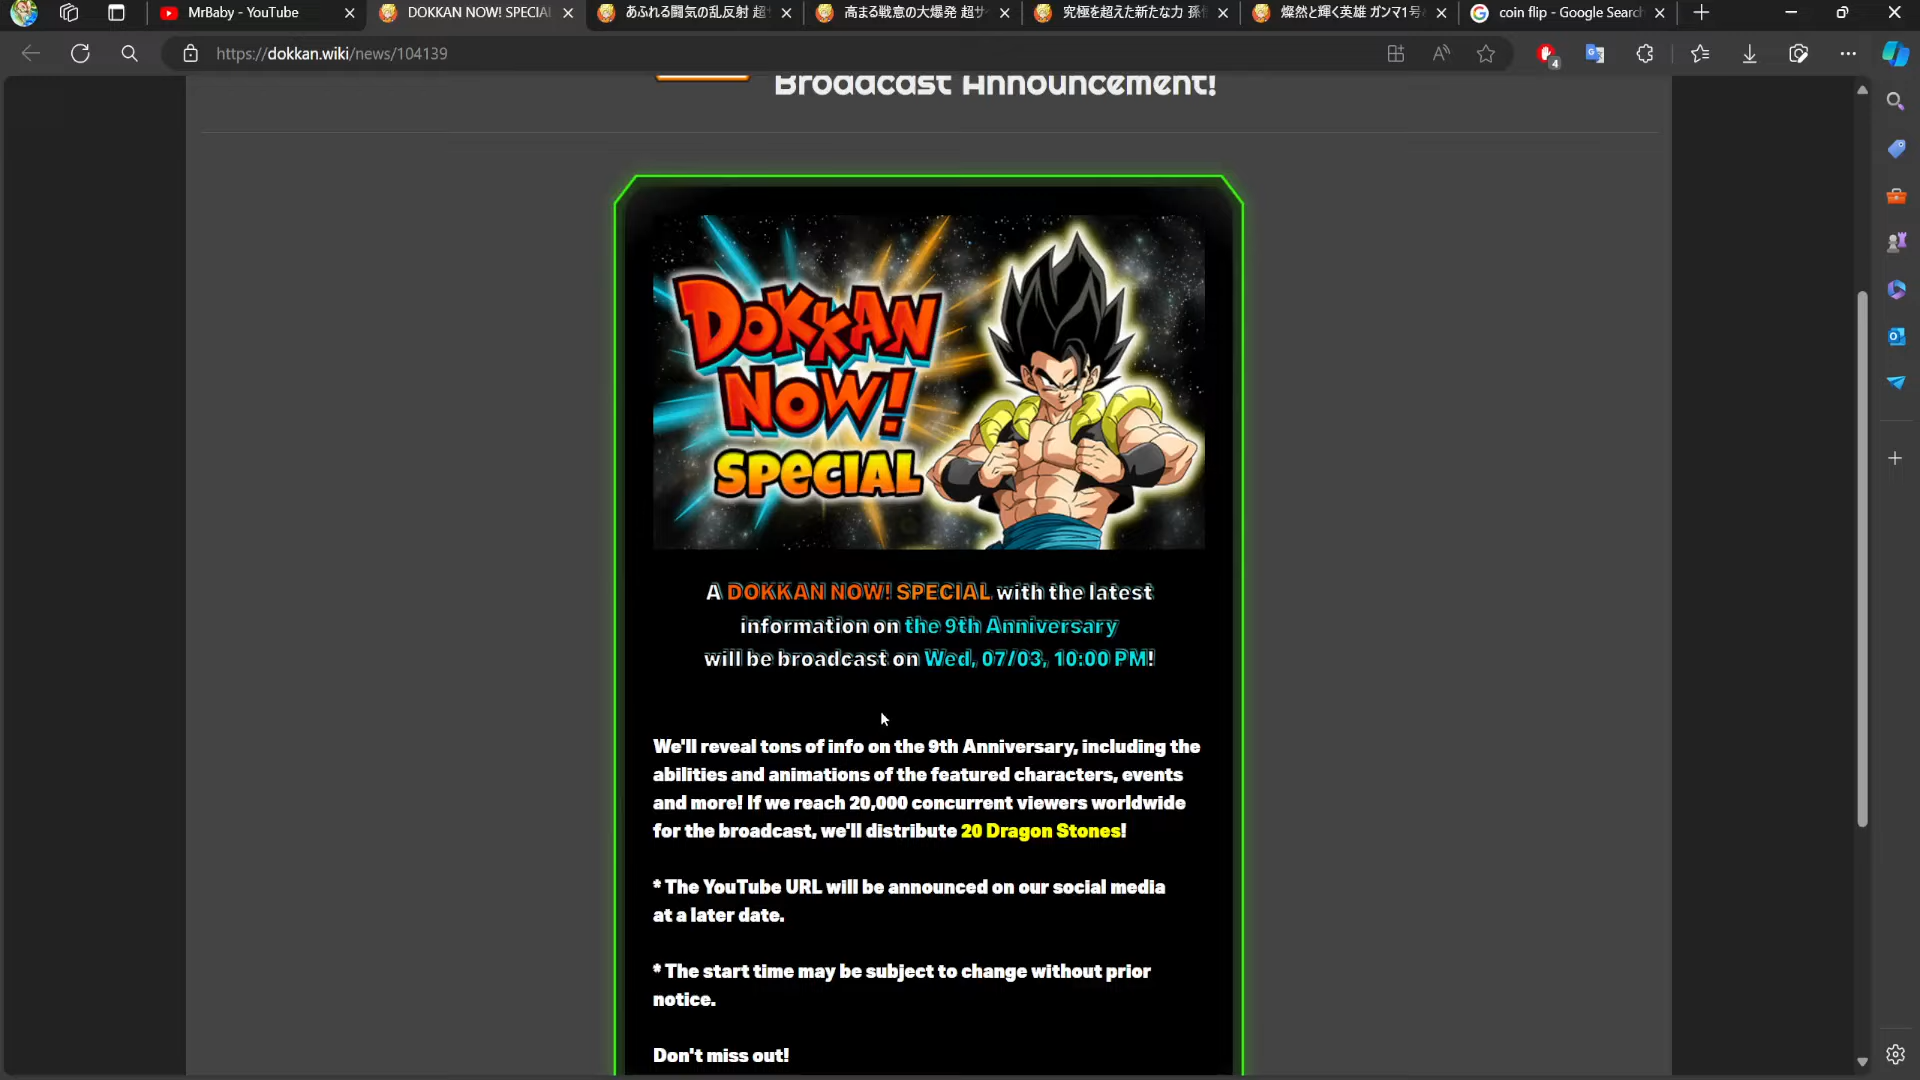 MrBaby - YouTube
DOKKAN NOW! SPECIAL
あふれる闘気の乱反射 超サ
高まる戦意の大爆発 超サ
究極を超えた新たな力 孫
燦然と輝く英雄 ガンマ1号
coin flip - Google Search
https://dokkan.wiki/news/104139
4
Broadcast Announcement!
DOKKAN
NOW!
SPECIAL
A DOKKAN NOW! SPECIAL with the latest
information on the 9th Anniversary
will be broadcast on Wed, 07/03, 10:00 PM!
We'll reveal tons of info on the 9th Anniversary, including the
abilities and animations of the featured characters, events
and more! If we reach 20,000 concurrent viewers worldwide
for the broadcast, we'll distribute 20 Dragon Stones!
* The YouTube URL will be announced on our social media
at a later date.
* The start time may be subject to change without prior
notice.
Don't miss out!